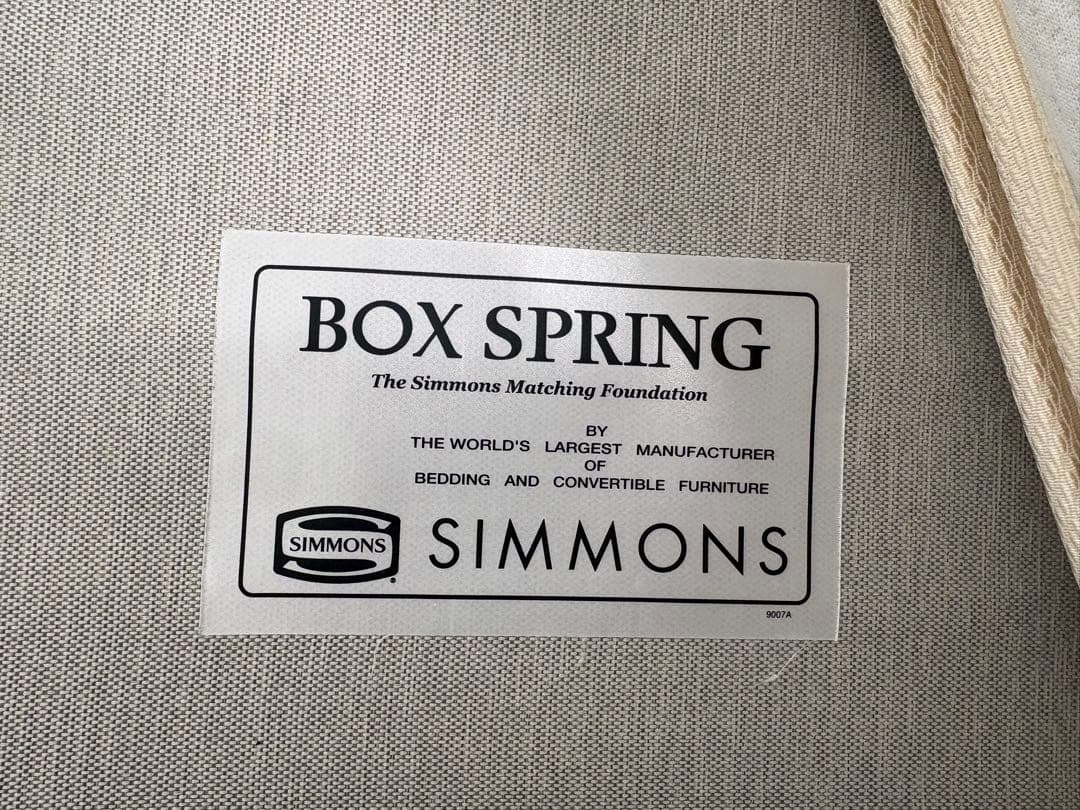 BOX SPRING
The Simmons Matching Foundation
BY
THE WORLD'S LARGEST MANUFACTURER
OF
BEDDING AND CONVERTIBLE FURNITURE
SIMMONS
SIMMONS
9007A